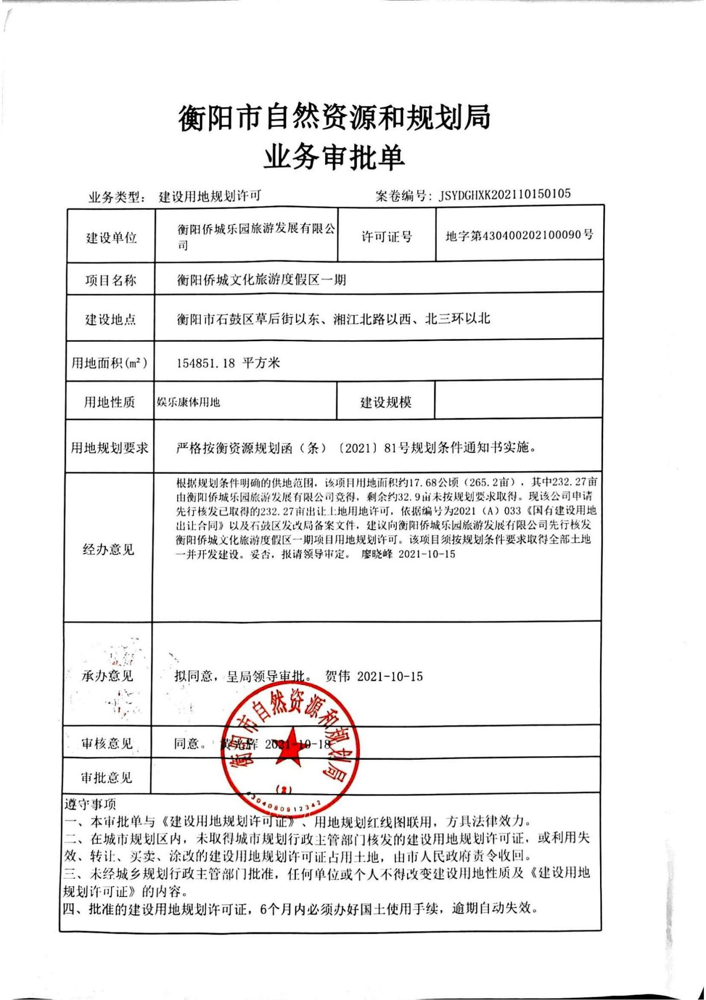 衡阳市自然资源和规划局
业务审批单
业务类型： 建设用地规划许可 案卷编号：JSYDGHXK202110150105
建设单位 衡阳侨城乐园旅游发展有限公
司 许可证号 地字第430400202100090号
项目名称 衡阳侨城文化旅游度假区一期
建设地点 衡阳市石鼓区草后街以东、湘江北路以西、北三环以北
用地面积(m²) 154851.18 平方米
用地性质 娱乐康体用地 建设规模
用地规划要求 严格按衡资源规划函（条）〔2021〕81号规划条件通知书实施。
经办意见
根据规划条件明确的供地范围，该项目用地面积约17.68公顷（265.2亩），其中232.27亩
由衡阳侨城乐园旅游发展有限公司竞得，剩余约32.9亩未按规划要求取得。现该公司申请
先行核发已取得的232.27亩出让土地用地许可，依据编号为2021（A）033《国有建设用地
出让合同》以及石鼓区发改局备案文件，建议向衡阳侨城乐园旅游发展有限公司先行核发
衡阳侨城文化旅游度假区一期项目用地规划许可。该项目须按规划条件要求取得全部土地
一并开发建设。妥否，报请领导审定。 廖晓峰 2021-10-15
承办意见 拟同意，呈局领导审批。 贺伟 2021-10-15
审核意见 同意。 黄光辉 2021-10-18
审批意见
衡阳市自然资源和规划局
(2)
4304080912342
遵守事项
一、本审批单与《建设用地规划许可证》、用地规划红线图联用，方具法律效力。
二、在城市规划区内，未取得城市规划行政主管部门核发的建设用地规划许可证，或利用失
效、转让、买卖、涂改的建设用地规划许可证占用土地，由市人民政府责令收回。
三、未经城乡规划行政主管部门批准，任何单位或个人不得改变建设用地性质及《建设用地
规划许可证》的内容。
四、批准的建设用地规划许可证，6个月内必须办好国土使用手续，逾期自动失效。